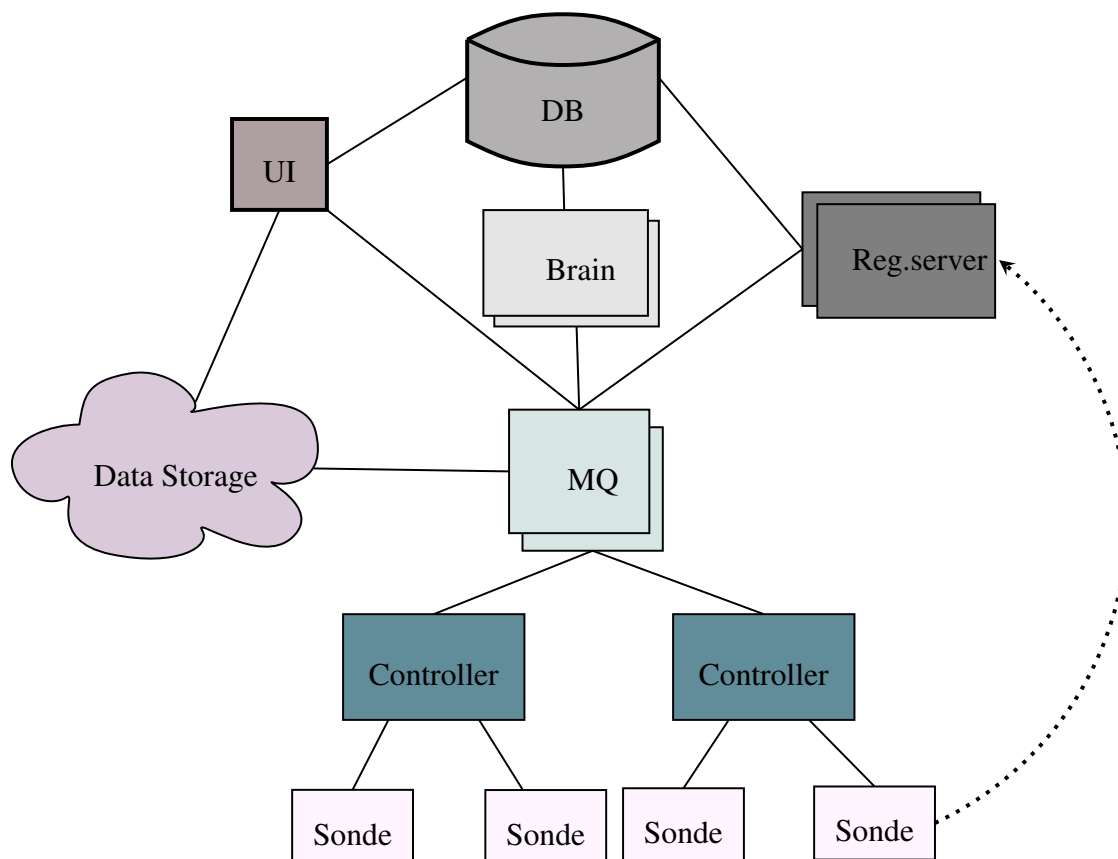 DB
UI
Brain
Reg.server
Data Storage
MQ
Controller
Controller
Sonde
Sonde
Sonde
Sonde